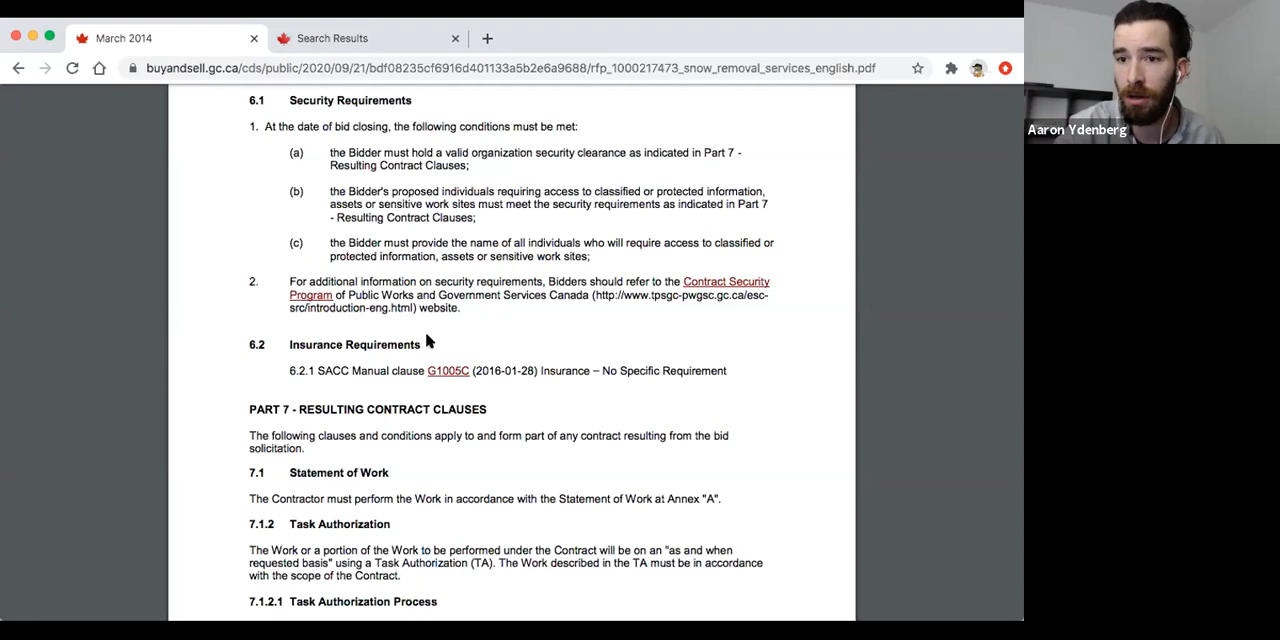 March 2014
Search Results
buyandsell.gc.ca/cds/public/2020/09/21/bdf08235cf6916d401133a5b2e6a9688/rfp_1000217473_snow_removal_services_english.pdf
Aaron Ydenberg
6.1 Security Requirements
1. At the date of bid closing, the following conditions must be met:
(a) the Bidder must hold a valid organization security clearance as indicated in Part 7 -
Resulting Contract Clauses;
(b) the Bidder's proposed individuals requiring access to classified or protected information,
assets or sensitive work sites must meet the security requirements as indicated in Part 7
- Resulting Contract Clauses;
(c) the Bidder must provide the name of all individuals who will require access to classified or
protected information, assets or sensitive work sites;
2. For additional information on security requirements, Bidders should refer to the Contract Security
Program of Public Works and Government Services Canada (http://www.tpsgc-pwgsc.gc.ca/esc-
src/introduction-eng.html) website.
6.2 Insurance Requirements
6.2.1 SACC Manual clause G1005C (2016-01-28) Insurance – No Specific Requirement
PART 7 - RESULTING CONTRACT CLAUSES
The following clauses and conditions apply to and form part of any contract resulting from the bid
solicitation.
7.1 Statement of Work
The Contractor must perform the Work in accordance with the Statement of Work at Annex "A".
7.1.2 Task Authorization
The Work or a portion of the Work to be performed under the Contract will be on an "as and when
requested basis" using a Task Authorization (TA). The Work described in the TA must be in accordance
with the scope of the Contract.
7.1.2.1 Task Authorization Process